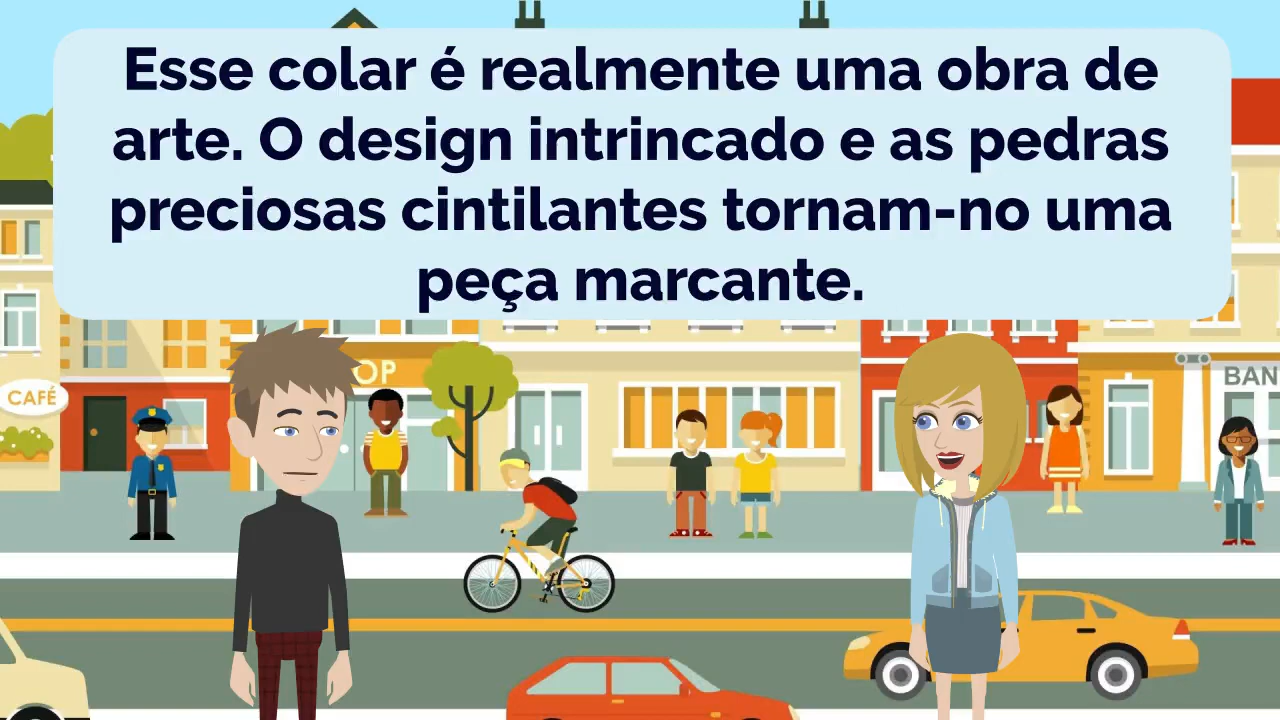 Esse colar é realmente uma obra de
arte. O design intrincado e as pedras
preciosas cintilantes tornam-no uma
peça marcante.
OP
CAFÉ
BAN